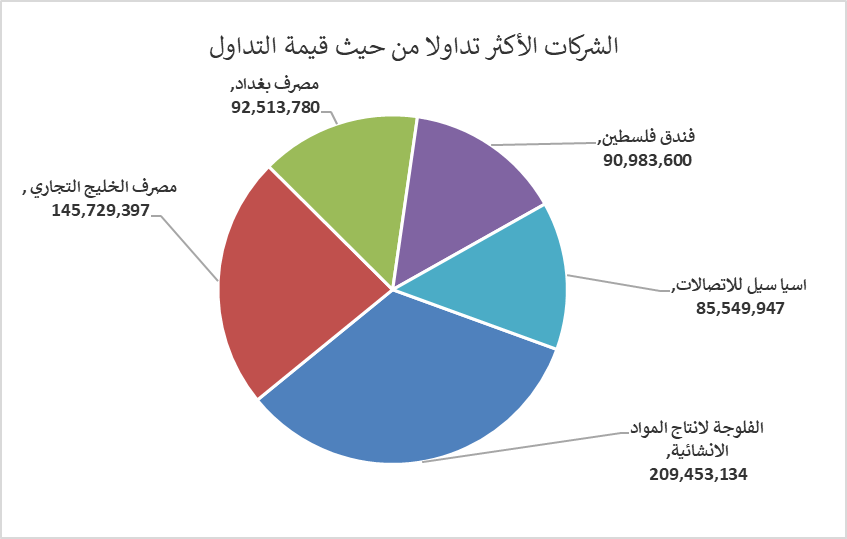 الشركات الأكثر تداولا من حيث قيمة التداول
مصرف بغداد,
92,513,780
فندق فلسطين,
90,983,600
مصرف الخليج التجاري ,
145,729,397
اسيا سيل للاتصالات,
85,549,947
الفلوجة لانتاج المواد
الانشائية,
209,453,134